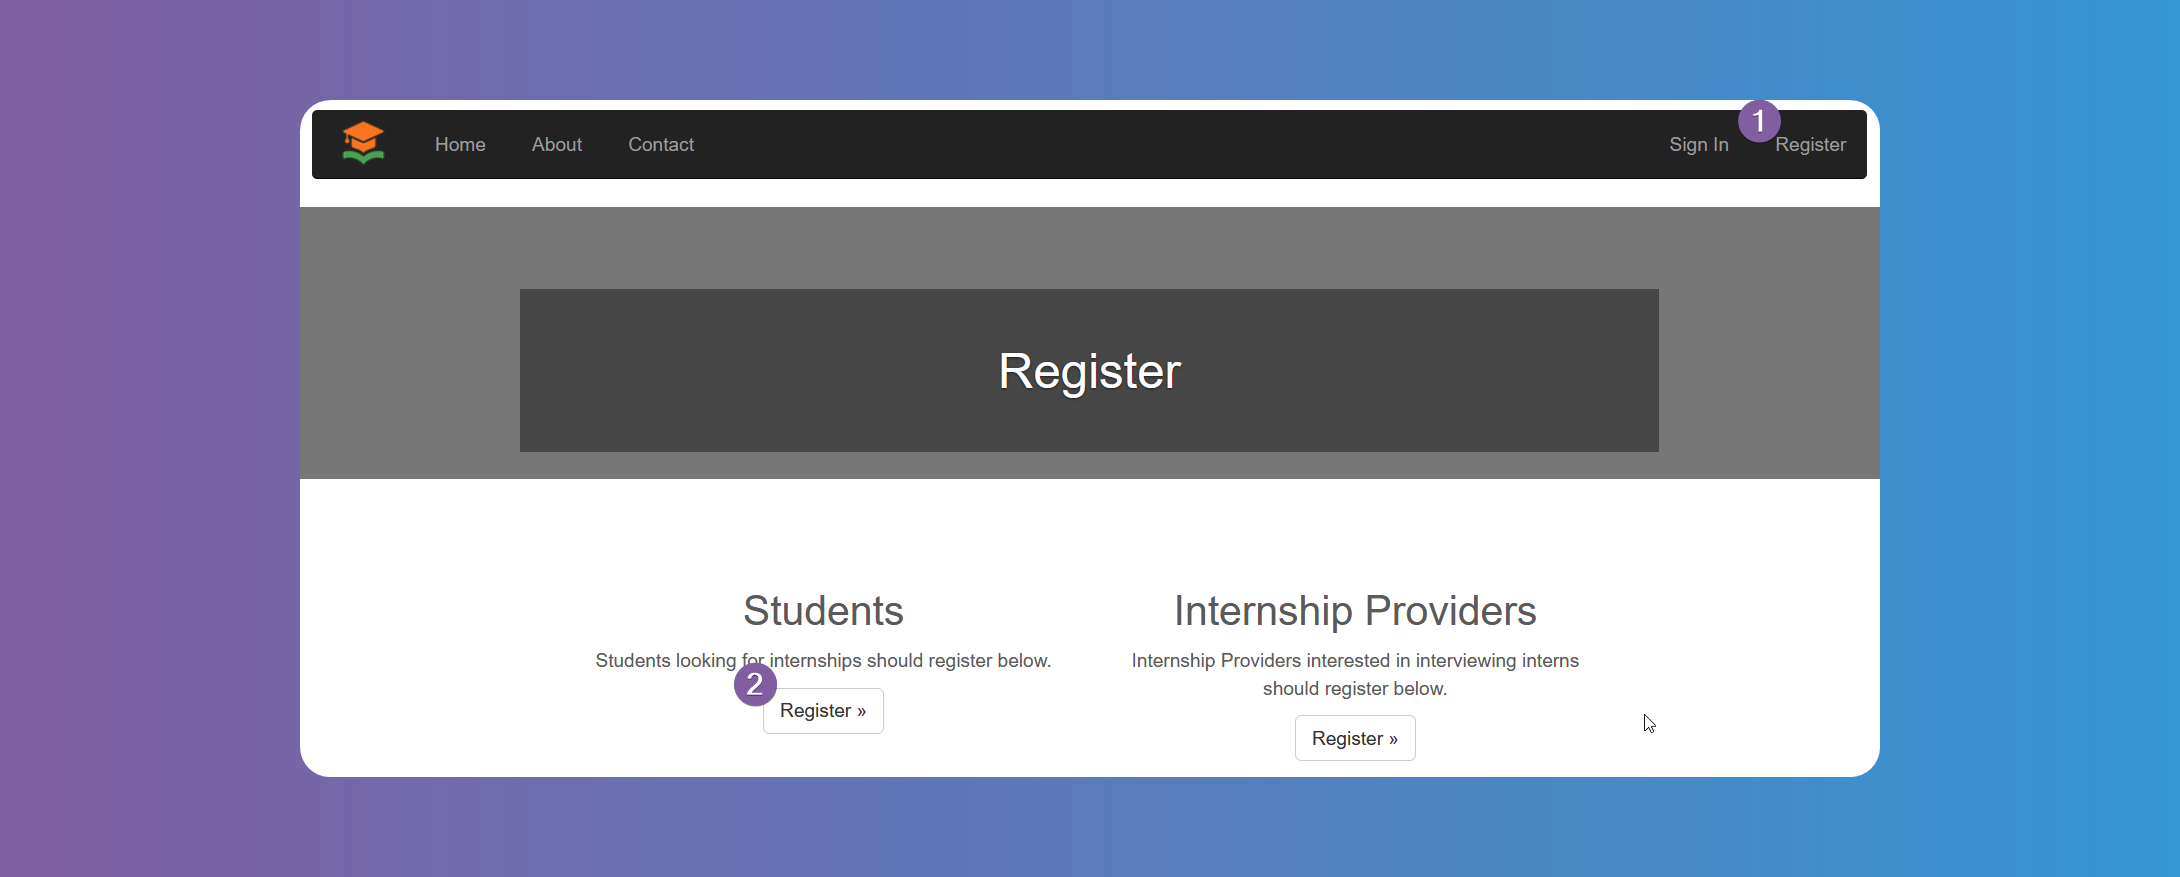 Home About Contact Sign In 1 Register
Register
Students
Students looking for internships should register below.
2
Register »
Internship Providers
Internship Providers interested in interviewing interns
should register below.
Register »